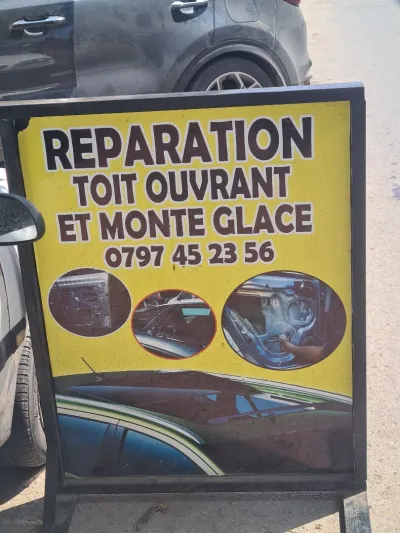 REPARATION
TOIT OUVRANT
ET MONTE GLACE
0797 45 23 56